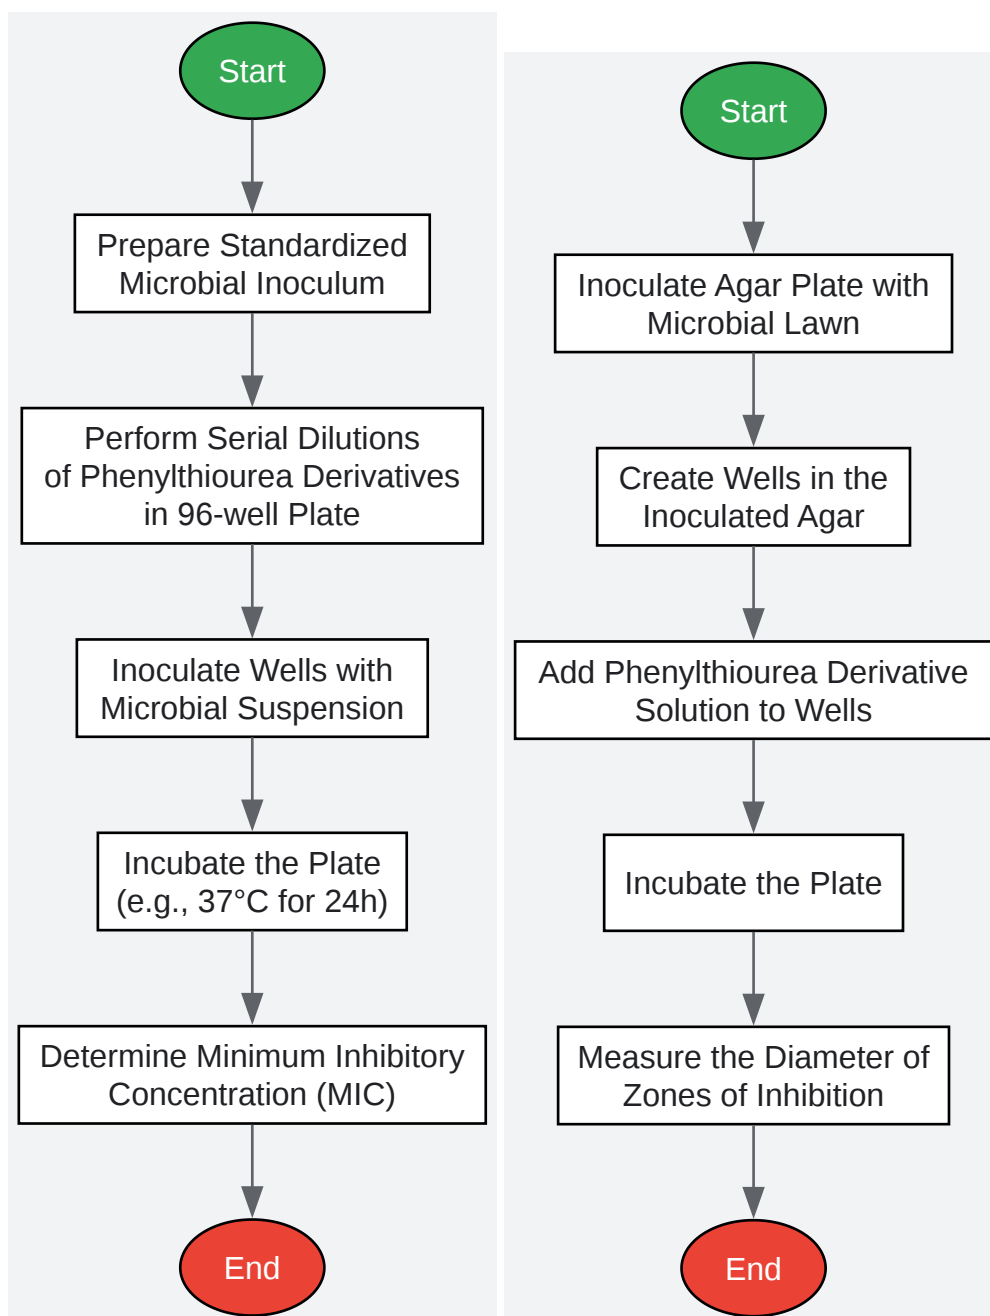 Start
Prepare Standardized
Microbial Inoculum
Perform Serial Dilutions
of Phenylthiourea Derivatives
in 96-well Plate
Inoculate Wells with
Microbial Suspension
Incubate the Plate
(e.g., 37°C for 24h)
Determine Minimum Inhibitory
Concentration (MIC)
End
Start
Inoculate Agar Plate with
Microbial Lawn
Create Wells in the
Inoculated Agar
Add Phenylthiourea Derivative
Solution to Wells
Incubate the Plate
Measure the Diameter of
Zones of Inhibition
End